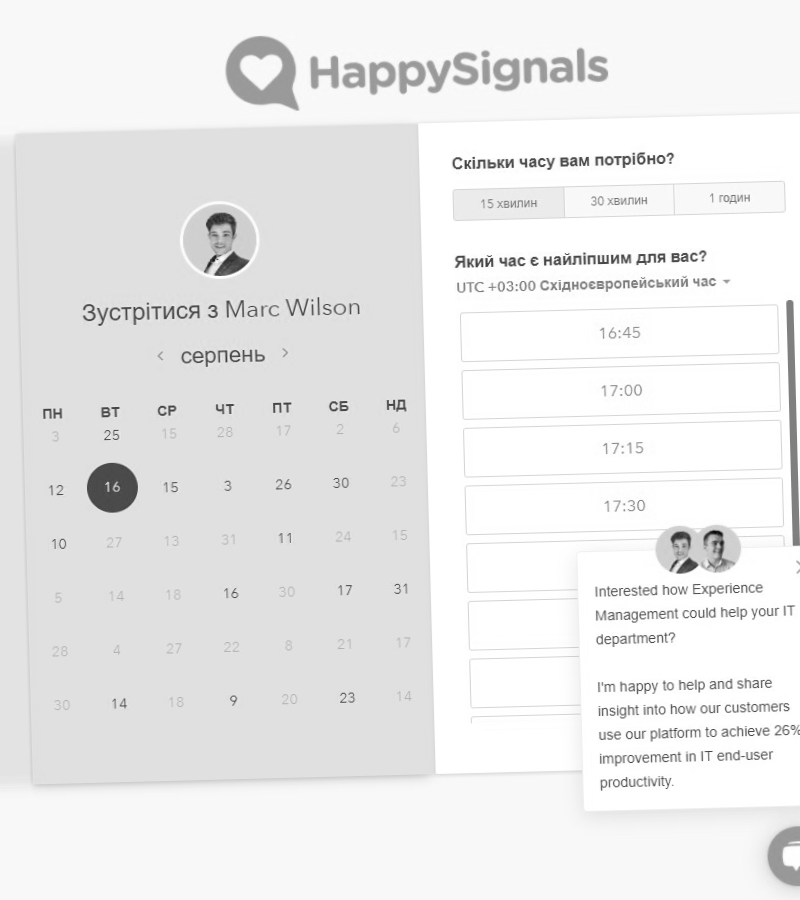 HappySignals
Зустрітися з Marc Wilson
серпень
ПН ВТ СР ЧТ ПТ СБ НД
3 25 15 28 17 2 6
12 16 15 3 26 30 23
10 27 13 31 11 24 15
5 14 18 16 30 17 31
28 4 27 22 8 21 17
30 14 18 9 20 23 14
Скільки часу вам потрібно?
15 хвилин 30 хвилин 1 годин
Який час є найліпшим для вас?
UTC +03:00 Східноєвропейський час
16:45
17:00
17:15
17:30
Interested how Experience
Management could help your IT
department?
I'm happy to help and share
insight into how our customers
use our platform to achieve 26%
improvement in IT end-user
productivity.